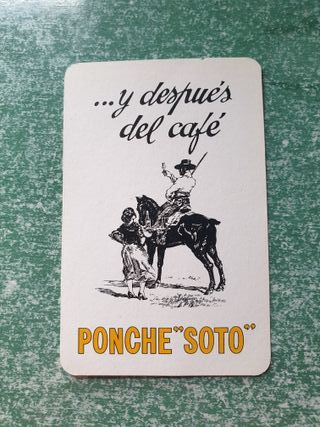 ...y después
del café
PONCHE "SOTO"